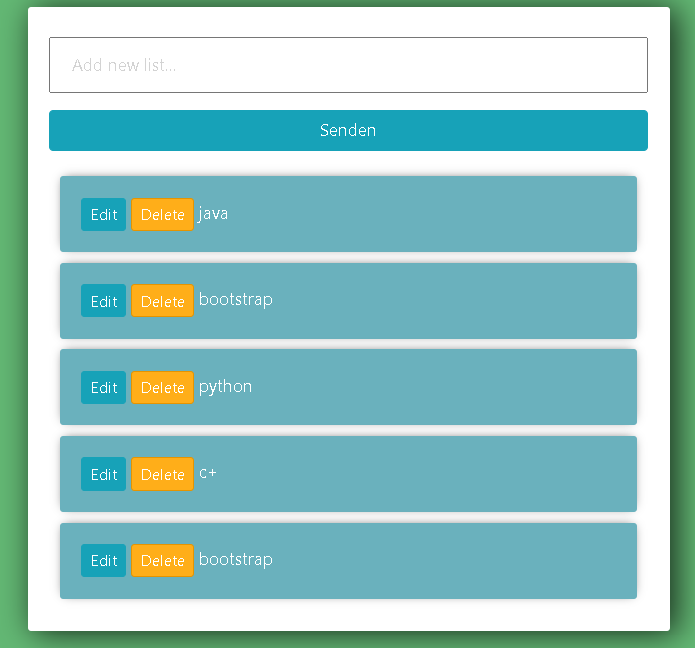 Add new list...
Senden
Edit Delete java
Edit Delete bootstrap
Edit Delete python
Edit Delete c+
Edit Delete bootstrap